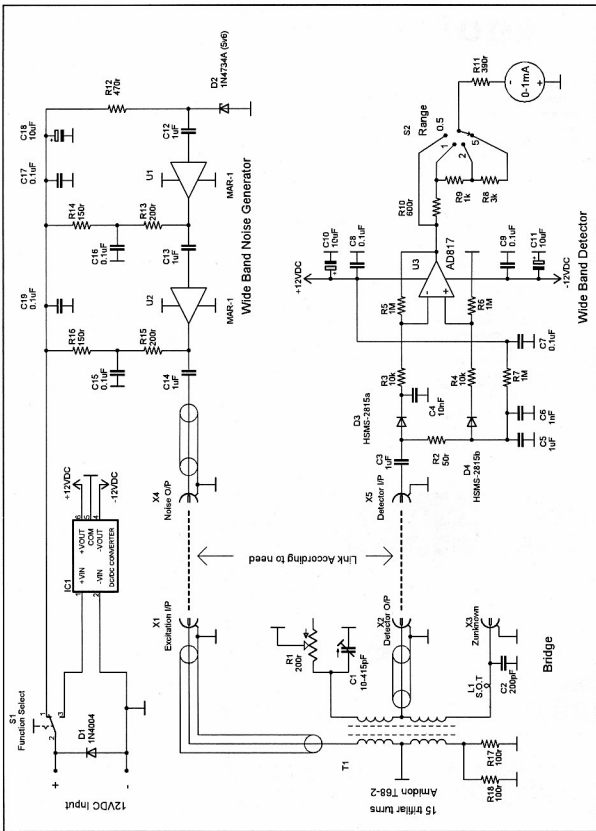 12VDC Input
+
-
S1
Function Select
1
2
3
D1
1N4004
IC1
1
+VIN
2
-VIN
+VOUT
6
COM
5
-VOUT
4
DC/DC CONVERTER
+12VDC
-12VDC
C19
0.1uF
C17
0.1uF
C18
10uF
R16
150r
C15
0.1uF
R15
200r
C14
1uF
U2
MAR-1
R14
150r
C16
0.1uF
R13
200r
C13
1uF
U1
MAR-1
R12
470r
C12
1uF
D2
1N4734A (5v6)
Wide Band Noise Generator
X1
Excitation I/P
X4
Noise O/P
Link According to need
T1
15 trifilar turns
Amidon T68-2
R18
100r
R17
100r
R1
200r
C1
10-415pF
X2
Detector O/P
L1
S.O.T
C2
200pF
X3
Zunknown
Bridge
X5
Detector I/P
C3
1uF
D3
HSMS-2815a
R2
50r
D4
HSMS-2815b
C4
10nF
R3
10k
R4
10k
C5
1uF
C6
1nF
R7
1M
C7
0.1uF
R5
1M
R6
1M
+12VDC
C10
10uF
C8
0.1uF
U3
-
+
AD817
C9
0.1uF
C11
10uF
-12VDC
R10
600r
R9
1k
R8
3k
S2
Range
0.5
1
2
5
R11
390r
0-1mA
+
-
Wide Band Detector